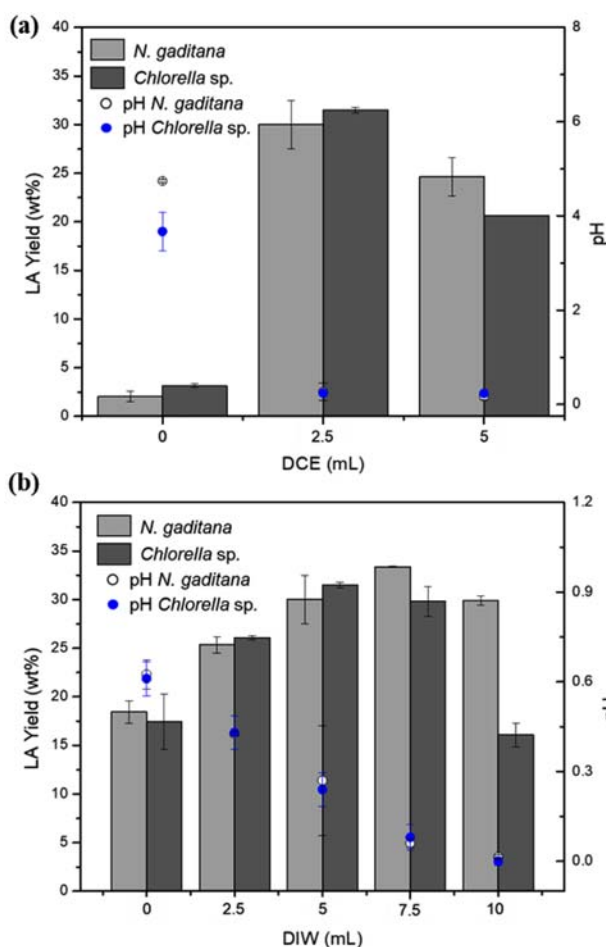 (a)
40
35
30
25
20
15
10
5
0
LA Yield (wt%)
N. gaditana
Chlorella sp.
pH N. gaditana
pH Chlorella sp.
8
6
4
2
0
pH
0
2.5
5
DCE (mL)
(b)
40
35
30
25
20
15
10
5
0
LA Yield (wt%)
N. gaditana
Chlorella sp.
pH N. gaditana
pH Chlorella sp.
1.2
0.9
0.6
0.3
0.0
0
2.5
5
7.5
10
DIW (mL)